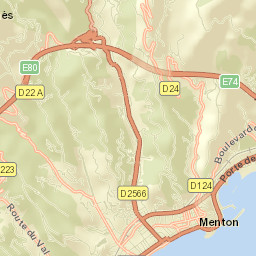 ès
E80
D22 A
D24
E74
Boulevard
Porte de
223
D2566
D124
Menton
Route du Val